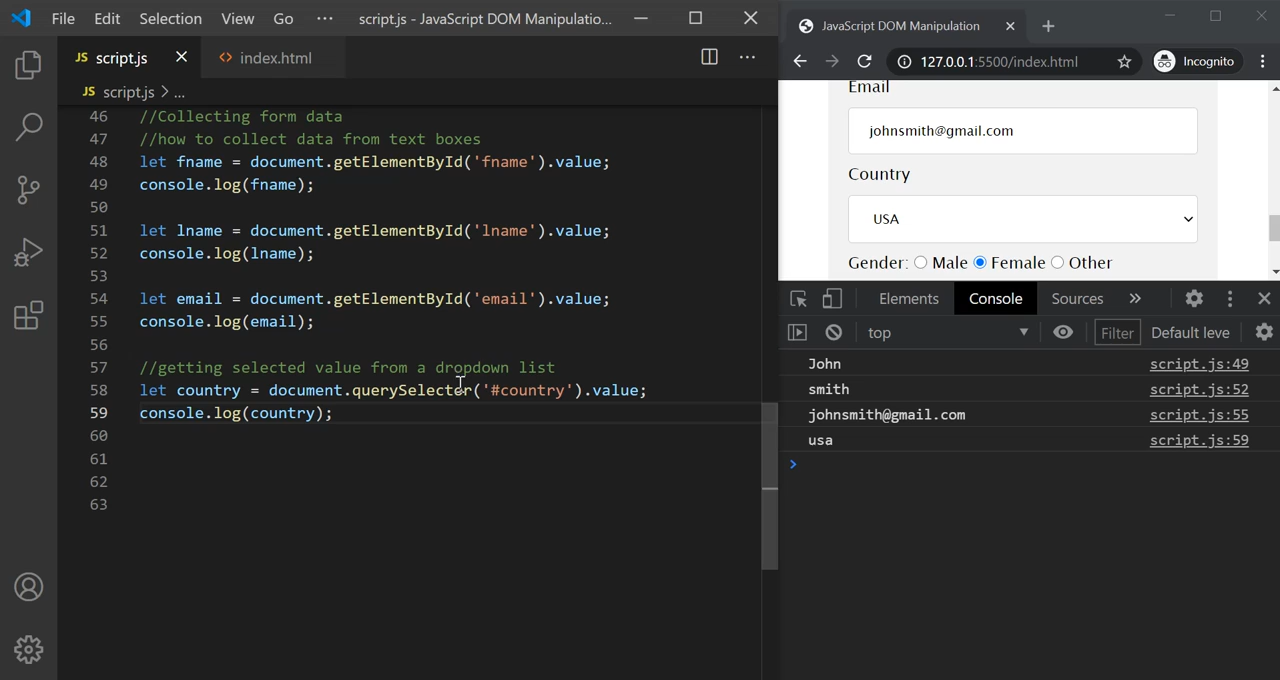 File Edit Selection View Go ··· script.js - JavaScript DOM Manipulatio...
JS script.js <> index.html ···
JS script.js > ...
46 //Collecting form data
47 //how to collect data from text boxes
48 let fname = document.getElementById('fname').value;
49 console.log(fname);
50
51 let lname = document.getElementById('lname').value;
52 console.log(lname);
53
54 let email = document.getElementById('email').value;
55 console.log(email);
56
57 //getting selected value from a dropdown list
58 let country = document.querySelector('#country').value;
59 console.log(country);
60
61
62
63
JavaScript DOM Manipulation
127.0.0.1:5500/index.html Incognito
Email
johnsmith@gmail.com
Country
USA
Gender: Male Female Other
Elements Console Sources »
top Filter Default leve
John script.js:49
smith script.js:52
johnsmith@gmail.com script.js:55
usa script.js:59
>